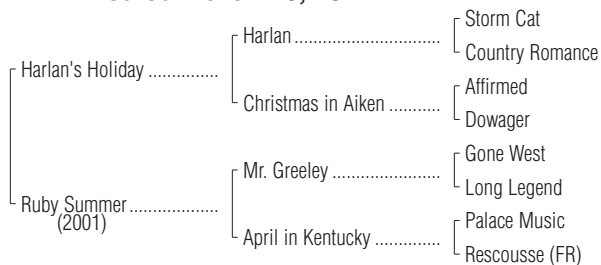 Storm Cat
Harlan
Country Romance
Harlan's Holiday
Affirmed
Christmas in Aiken
Dowager
Gone West
Mr. Greeley
Long Legend
Ruby Summer
(2001)
Palace Music
April in Kentucky
Rescousse (FR)